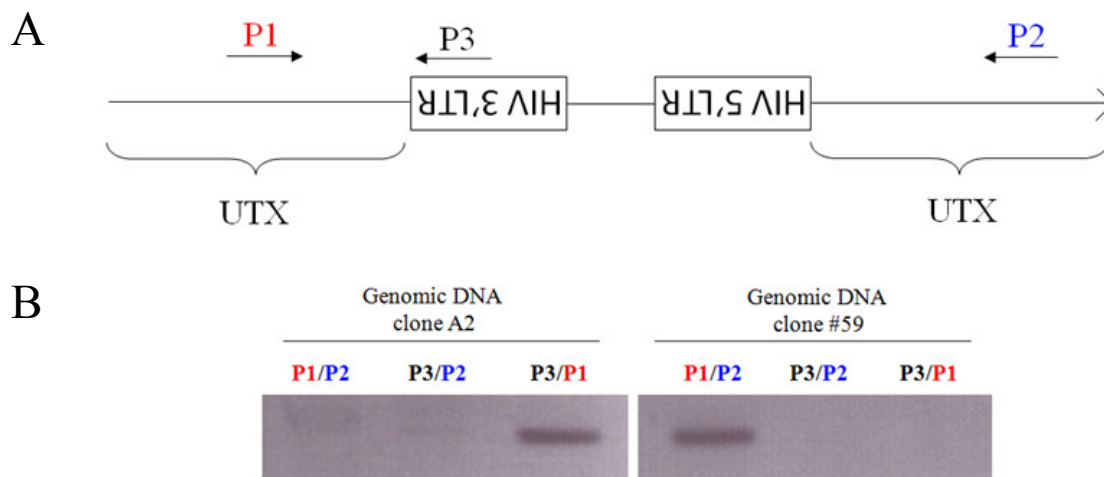 A
P1
P3
P2
HIV 3'LTR
HIV 5'LTR
UTX
UTX
B
Genomic DNA
clone A2
Genomic DNA
clone #59
P1/P2 P3/P2 P3/P1
P1/P2 P3/P2 P3/P1